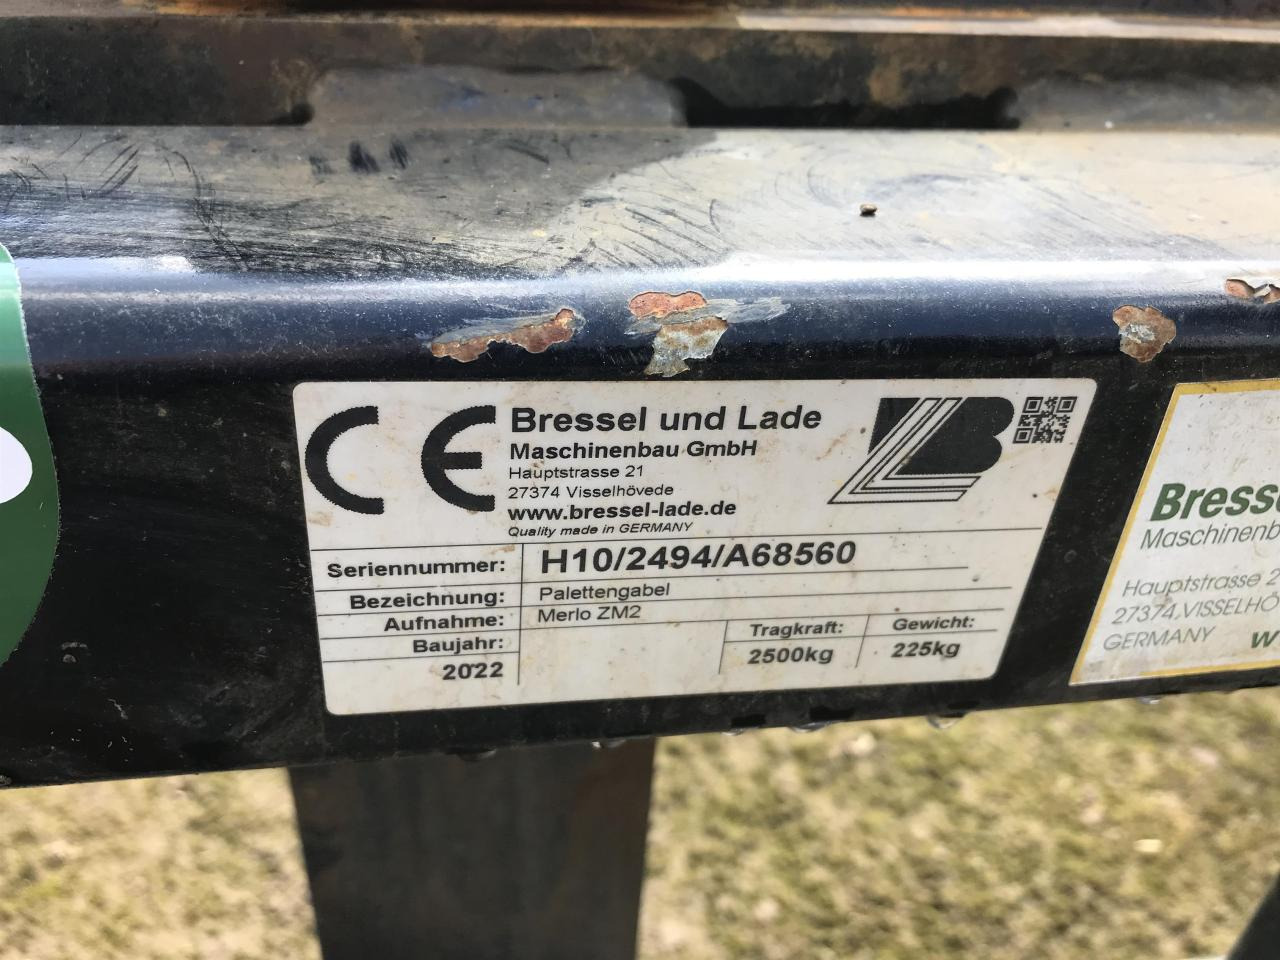 CE
Bressel und Lade
Maschinenbau GmbH
Hauptstrasse 21
27374 Visselhövede
www.bressel-lade.de
Quality made in GERMANY
LB
Seriennummer: H10/2494/A68560
Bezeichnung: Palettengabel
Aufnahme: Merlo ZM2
Baujahr: Tragkraft: Gewicht:
2022 2500kg 225kg
Bresse
Maschinenb
Hauptstrasse 2
27374,VISSELHÖ
GERMANY w